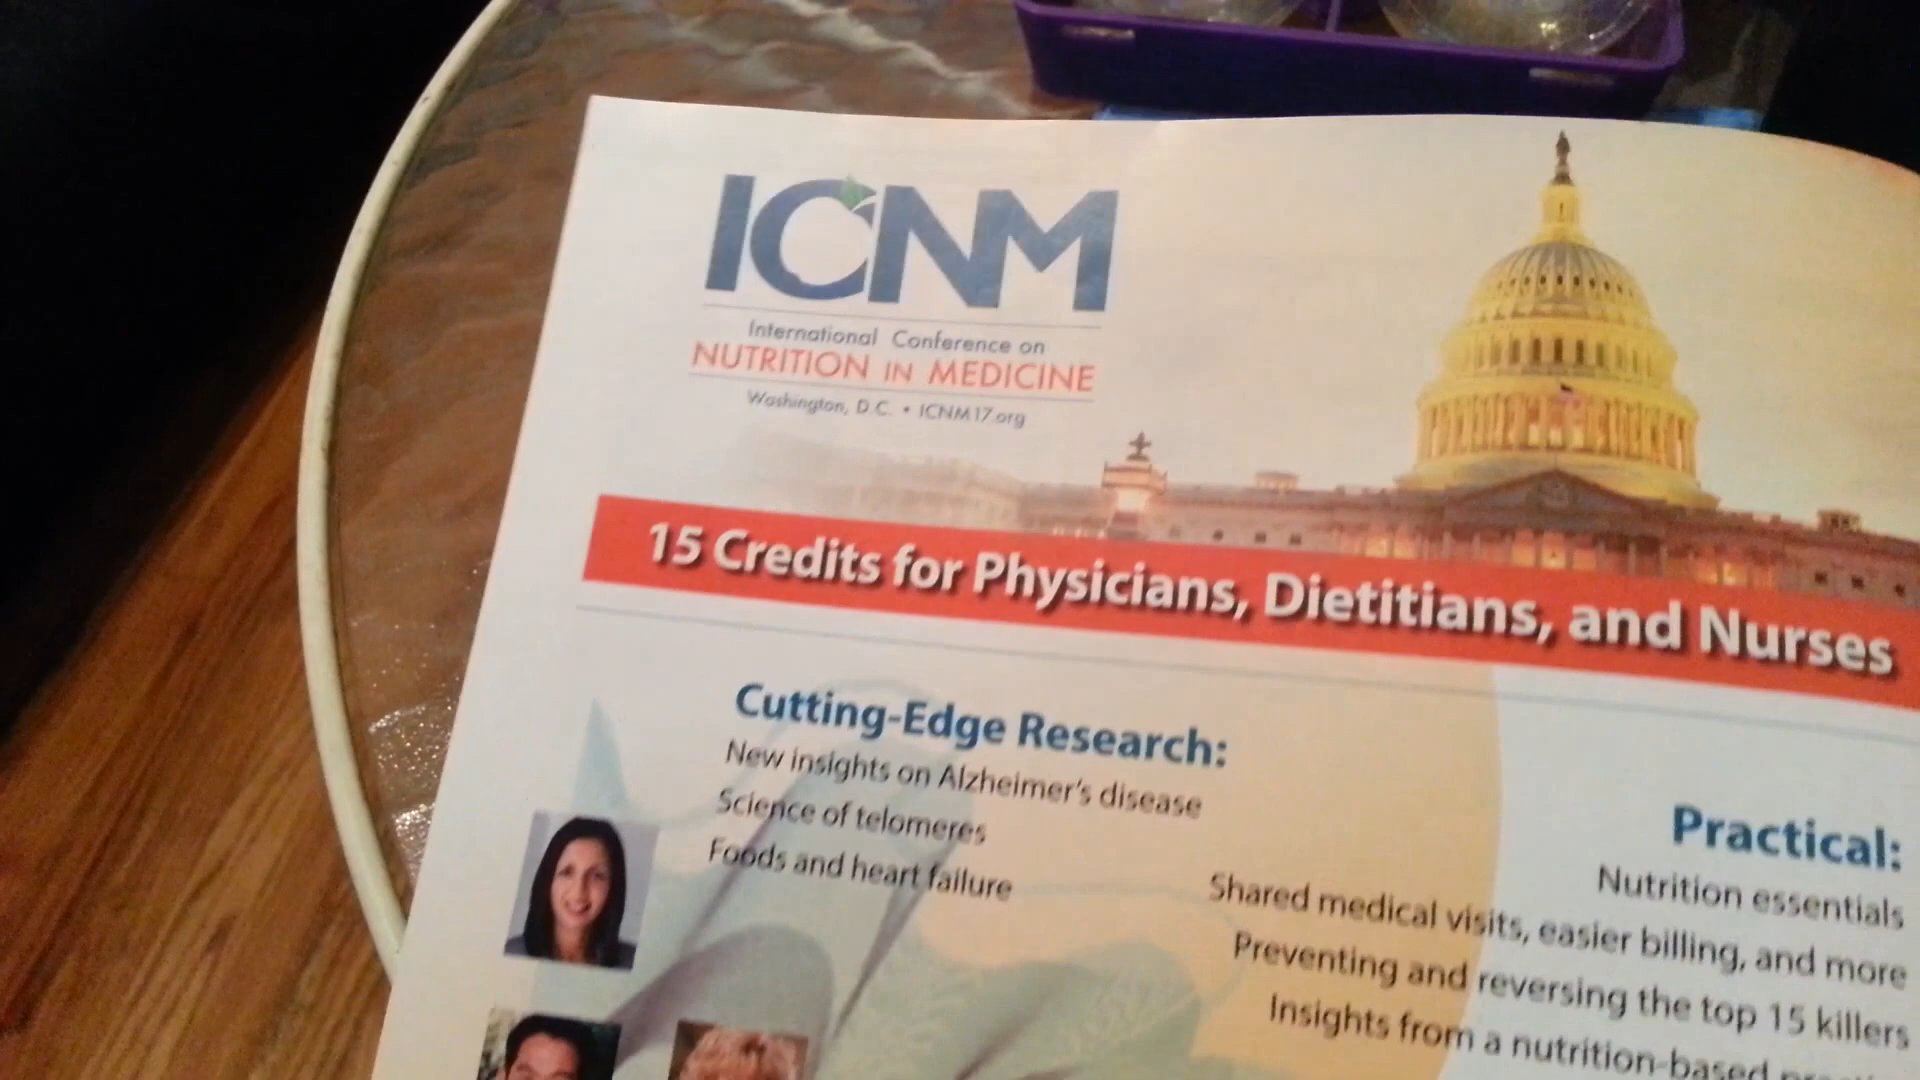 ICNM
International Conference on
NUTRITION IN MEDICINE
Washington, D.C. • ICNM17.org
15 Credits for Physicians, Dietitians, and Nurses
Cutting-Edge Research:
New insights on Alzheimer's disease
Science of telomeres
Foods and heart failure
Practical:
Nutrition essentials
Shared medical visits, easier billing, and more
Preventing and reversing the top 15 killers
Insights from a nutrition-based